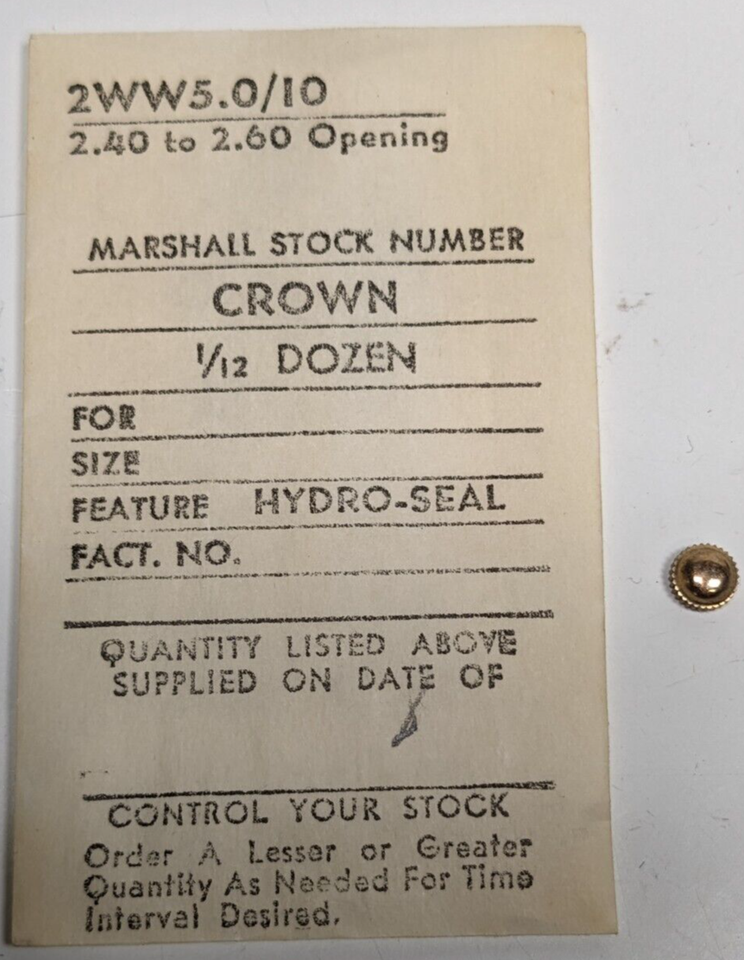 2WW5.0/10
2.40 to 2.60 Opening
MARSHALL STOCK NUMBER
CROWN
1/12 DOZEN
FOR
SIZE
FEATURE HYDRO-SEAL
FACT. NO.
QUANTITY LISTED ABOVE
SUPPLIED ON DATE OF
CONTROL YOUR STOCK
Order A Lesser or Greater
Quantity As Needed For Time
Interval Desired.